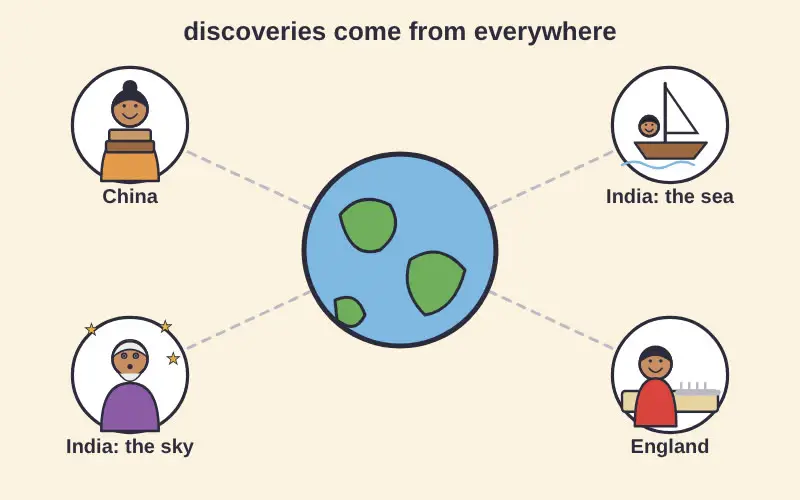 discoveries come from everywhere
China
India: the sea
India: the sky
England